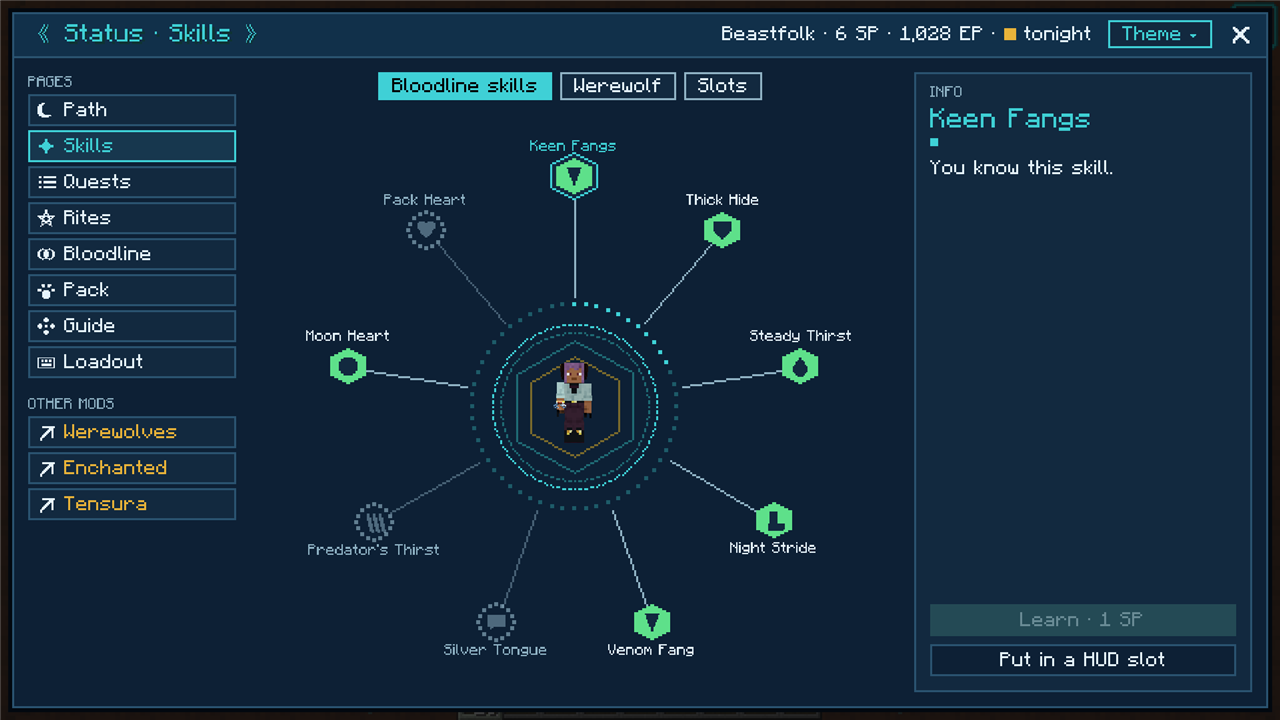 《 Status · Skills 》
Beastfolk · 6 SP · 1,028 EP · tonight
Theme
PAGES
Path
Skills
Quests
Rites
Bloodline
Pack
Guide
Loadout
OTHER MODS
Werewolves
Enchanted
Tensura
Bloodline skills
Werewolf
Slots
Keen Fangs
Pack Heart
Thick Hide
Moon Heart
Steady Thirst
Predator's Thirst
Night Stride
Silver Tongue
Venom Fang
INFO
Keen Fangs
You know this skill.
Learn · 1 SP
Put in a HUD slot